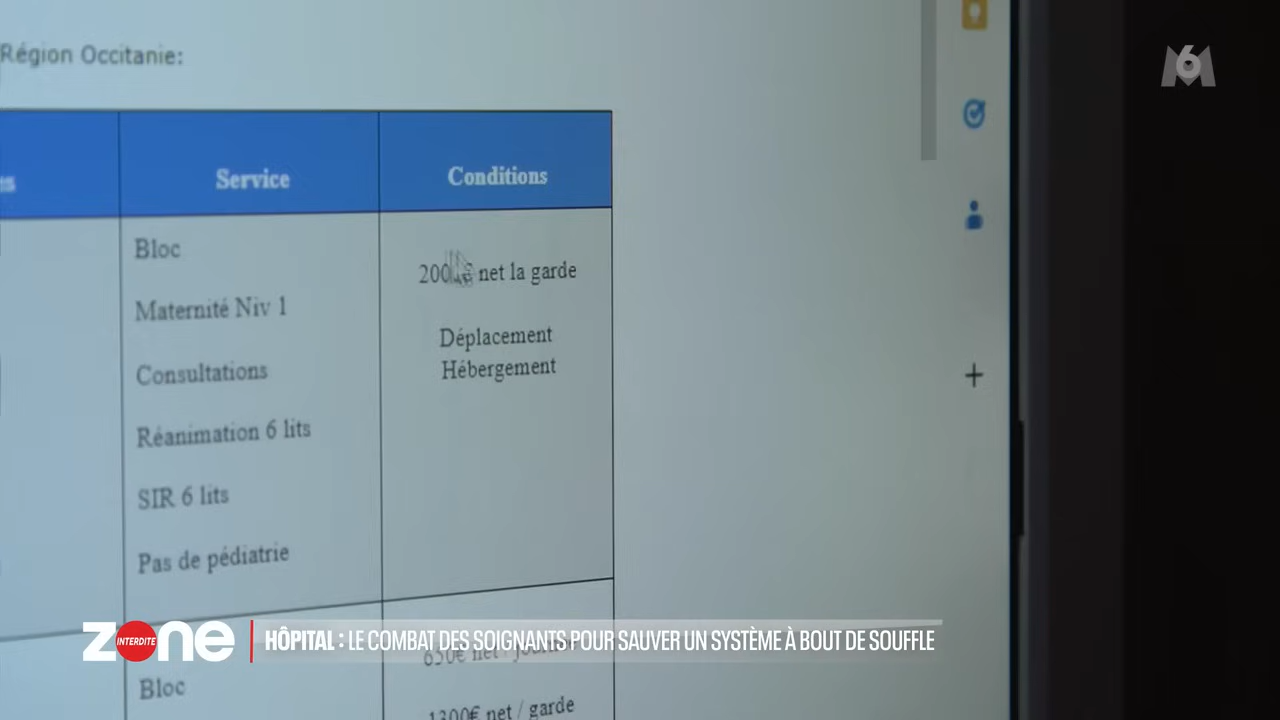 Région Occitanie:
M6
Service
Conditions
Bloc
Maternité Niv 1
Consultations
Réanimation 6 lits
SIR 6 lits
Pas de pédiatrie
net la garde
Déplacement
Hébergement
ZONE
INTERDITE
HÔPITAL : LE COMBAT DES SOIGNANTS POUR SAUVER UN SYSTÈME À BOUT DE SOUFFLE
650€ net
Bloc
1300€ net / garde